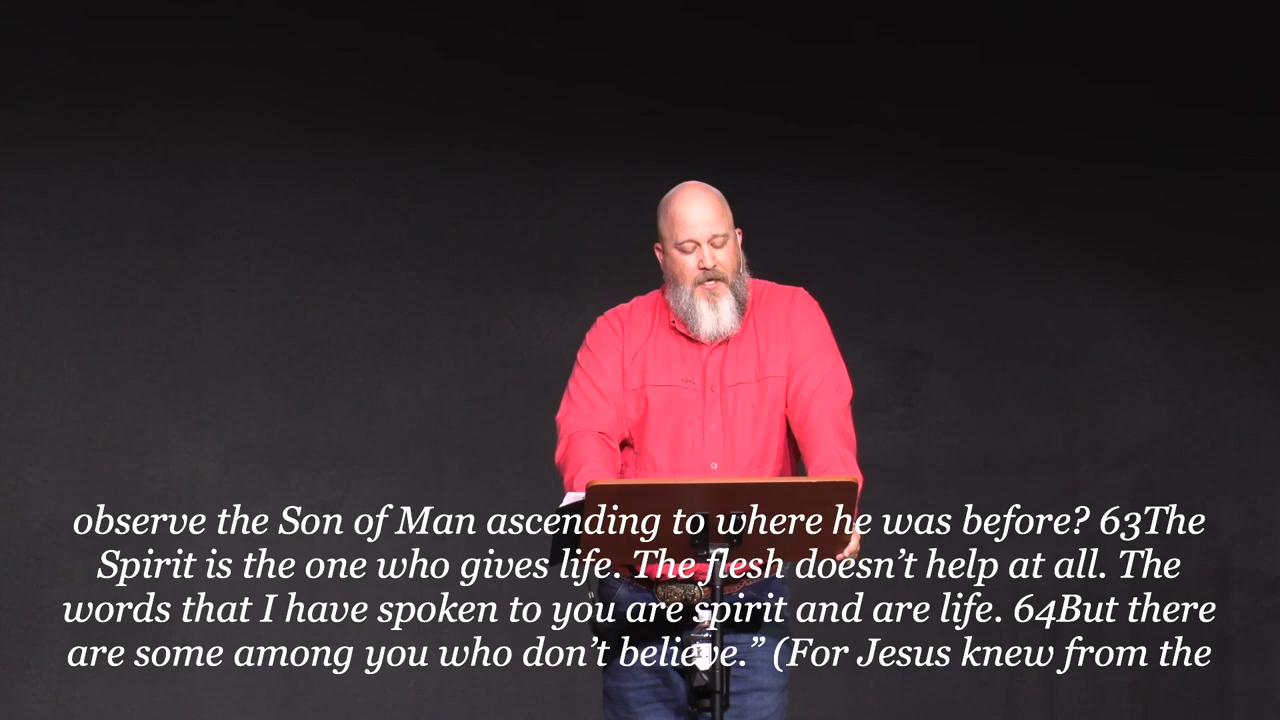 observe the Son of Man ascending to where he was before? 63The
Spirit is the one who gives life. The flesh doesn’t help at all. The
words that I have spoken to you are spirit and are life. 64But there
are some among you who don’t believe.” (For Jesus knew from the